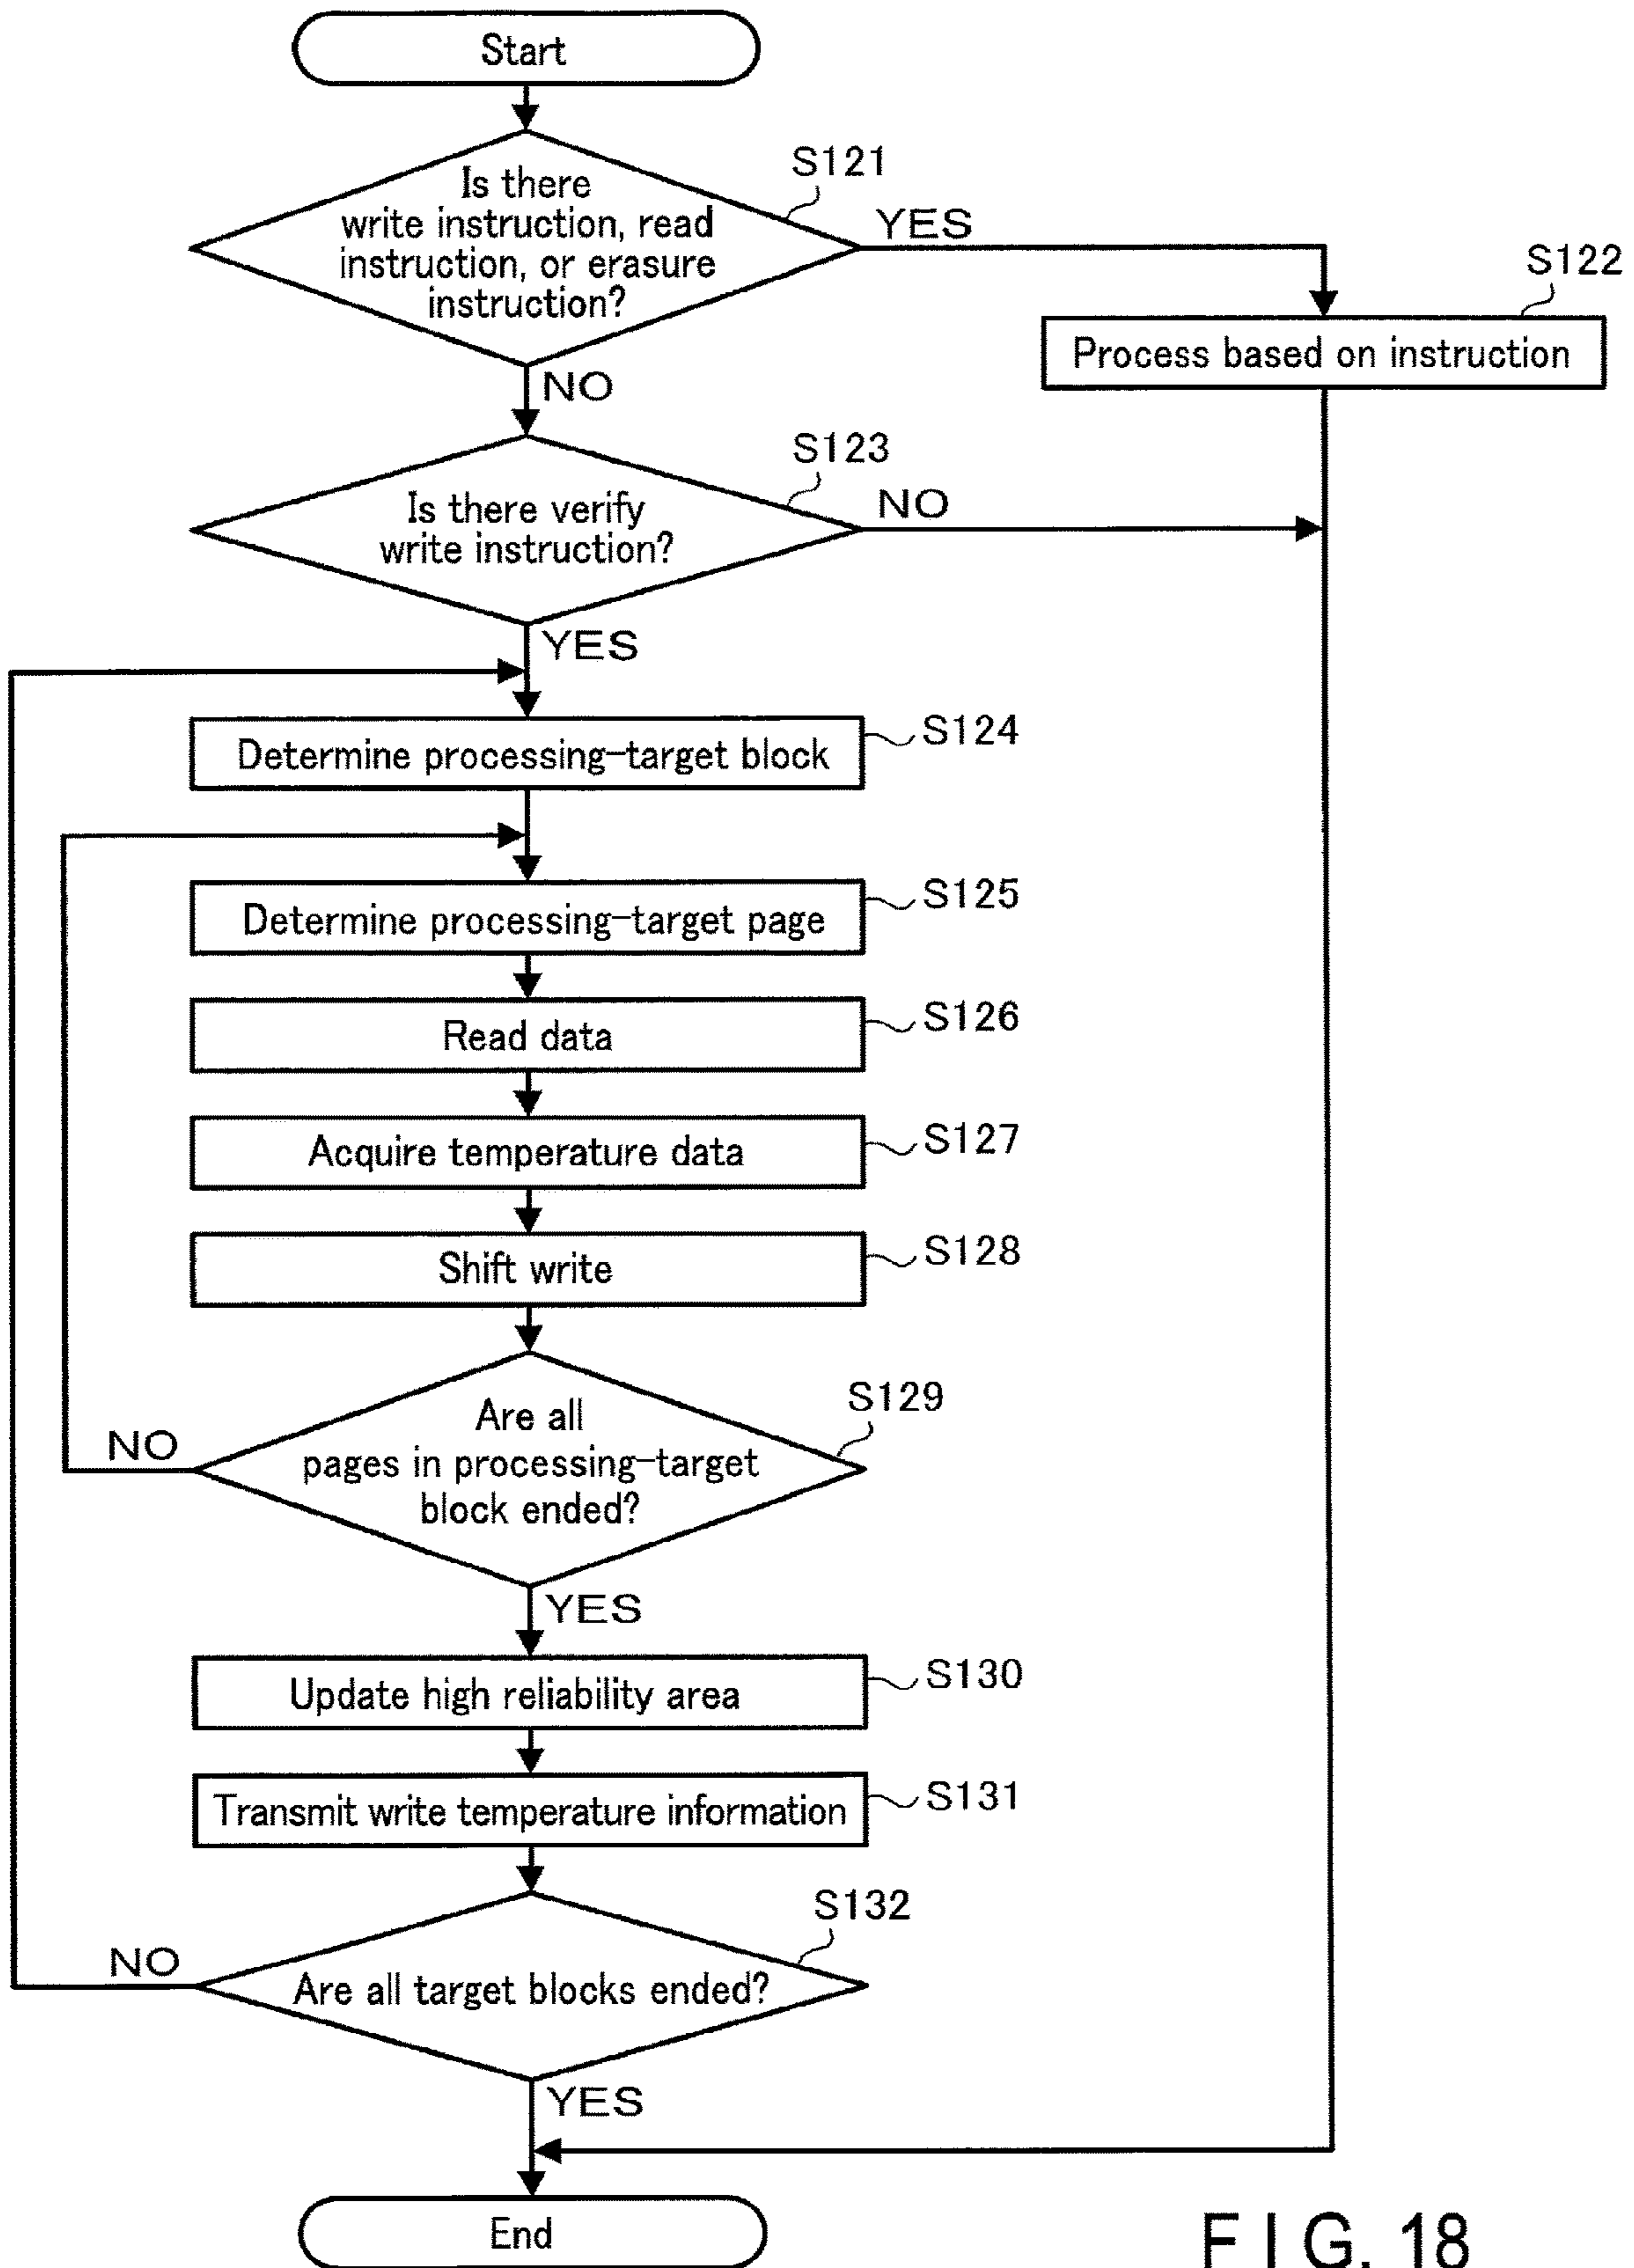 Start
S121
Is there
write instruction, read
instruction, or erasure
instruction?
YES
S122
Process based on instruction
NO
S123
Is there verify
write instruction?
NO
YES
Determine processing-target block
S124
Determine processing-target page
S125
Read data
S126
Acquire temperature data
S127
Shift write
S128
S129
Are all
pages in processing-target
block ended?
NO
YES
Update high reliability area
S130
Transmit write temperature information
S131
S132
Are all target blocks ended?
NO
YES
End
FIG. 18